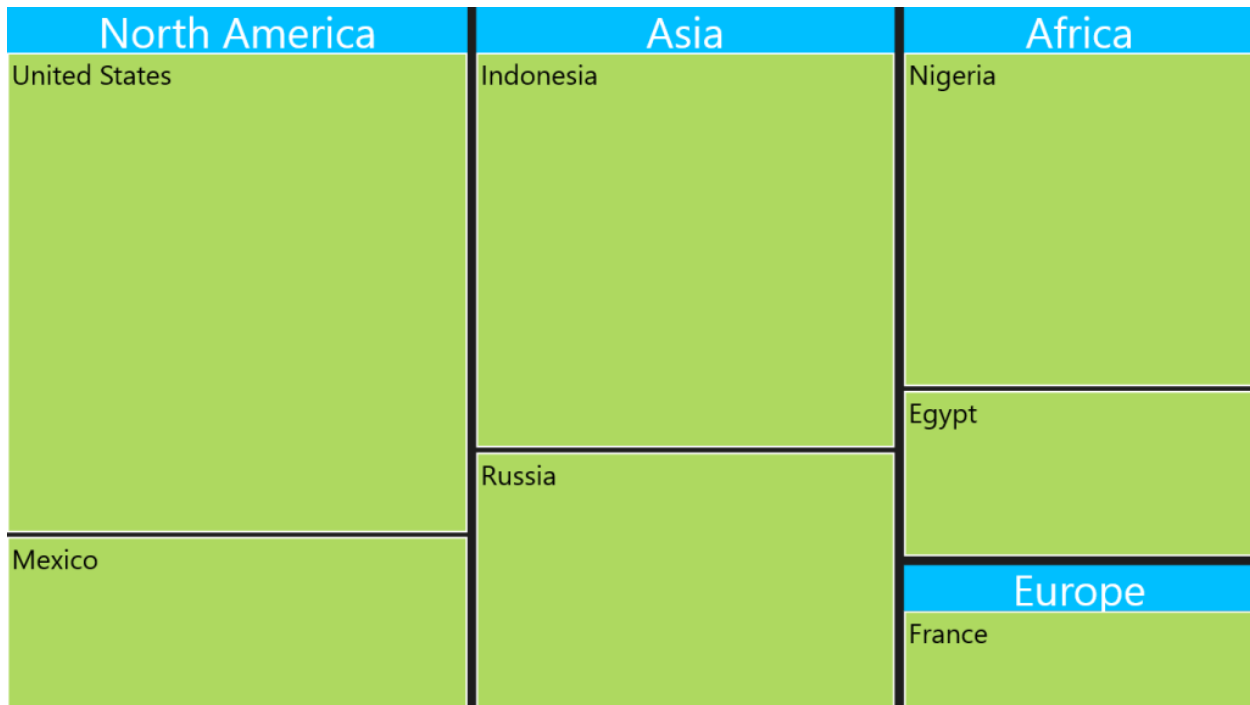 North America
United States
Mexico
Asia
Indonesia
Russia
Africa
Nigeria
Egypt
Europe
France